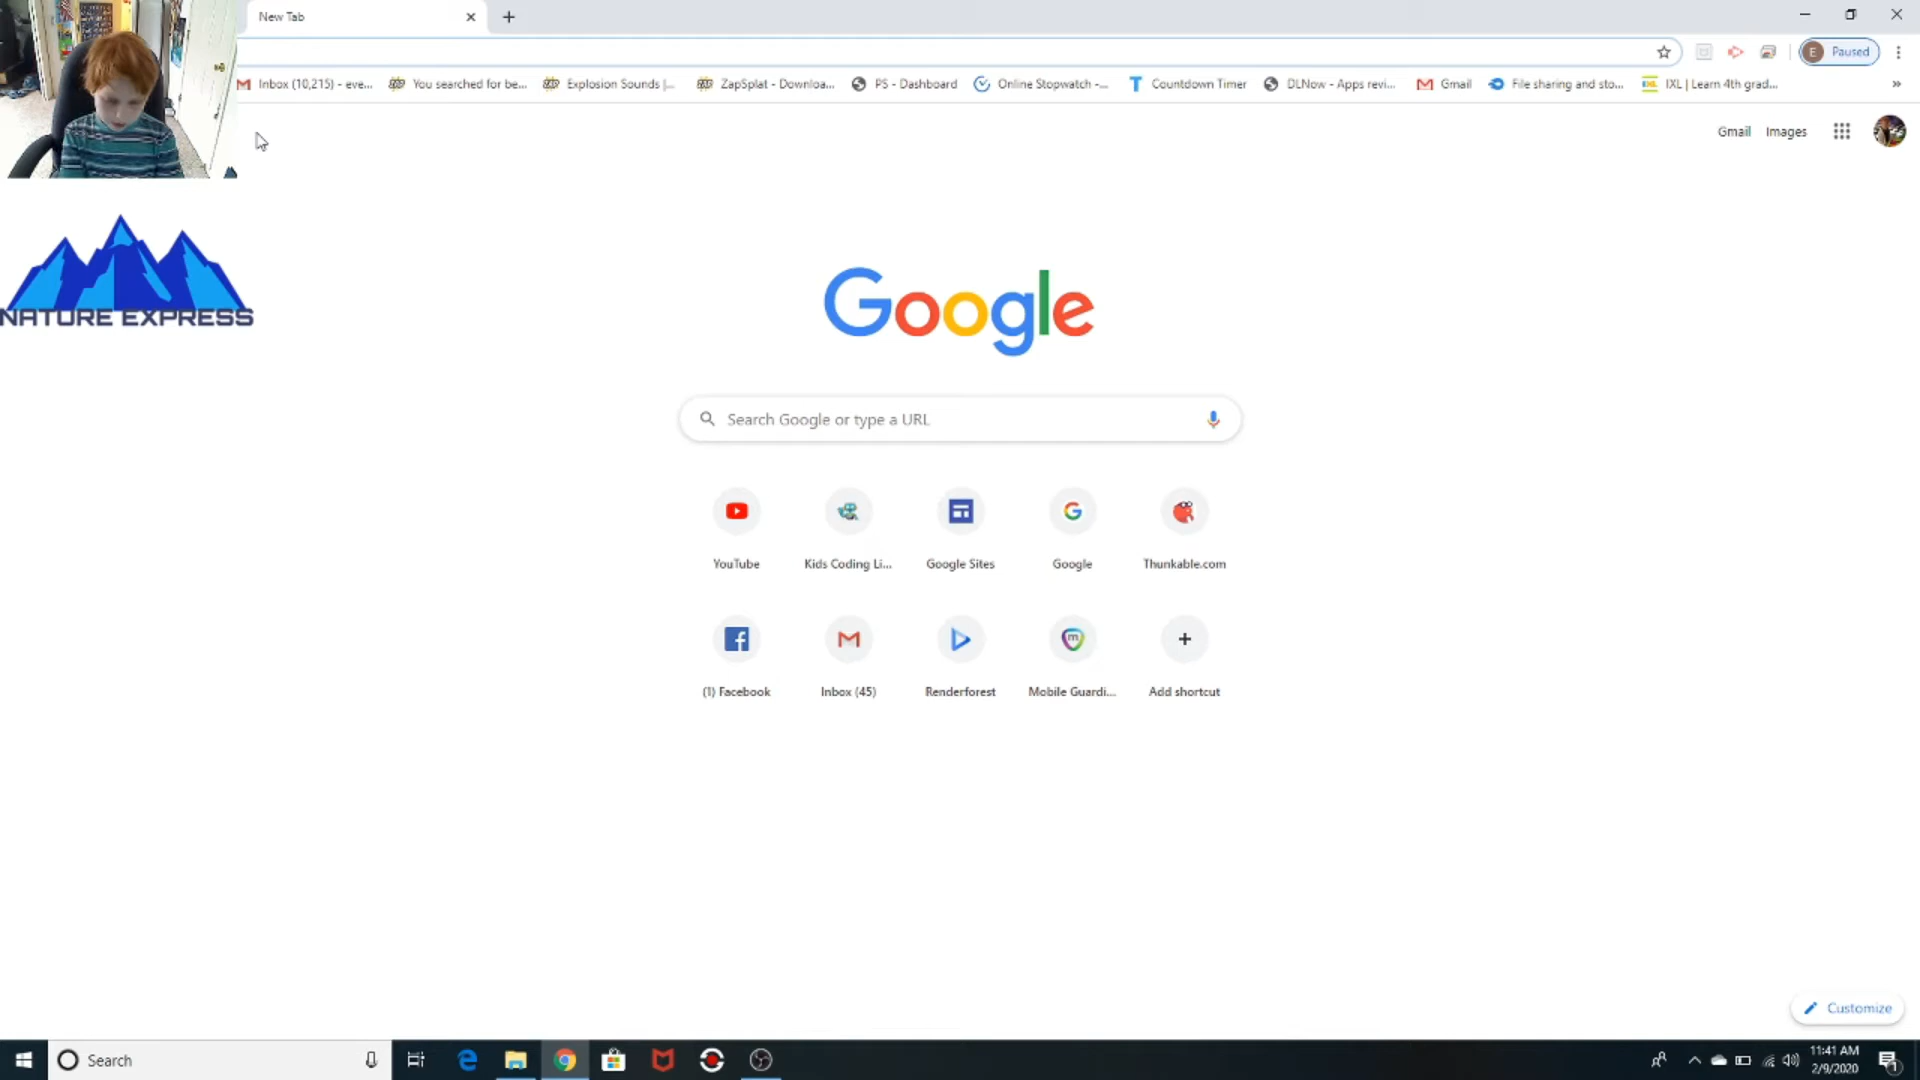 New Tab
Paused
Inbox (10,215) - eve... You searched for be... Explosion Sounds |... ZapSplat - Downloa... PS - Dashboard Online Stopwatch -... Countdown Timer DLNow - Apps revi... Gmail File sharing and sto... IXL | Learn 4th grad... »
Gmail Images
NATURE EXPRESS
Google
Search Google or type a URL
YouTube Kids Coding Li... Google Sites Google Thunkable.com
(1) Facebook Inbox (45) Renderforest Mobile Guardi... Add shortcut
Customize
Search
11:41 AM
2/9/2020